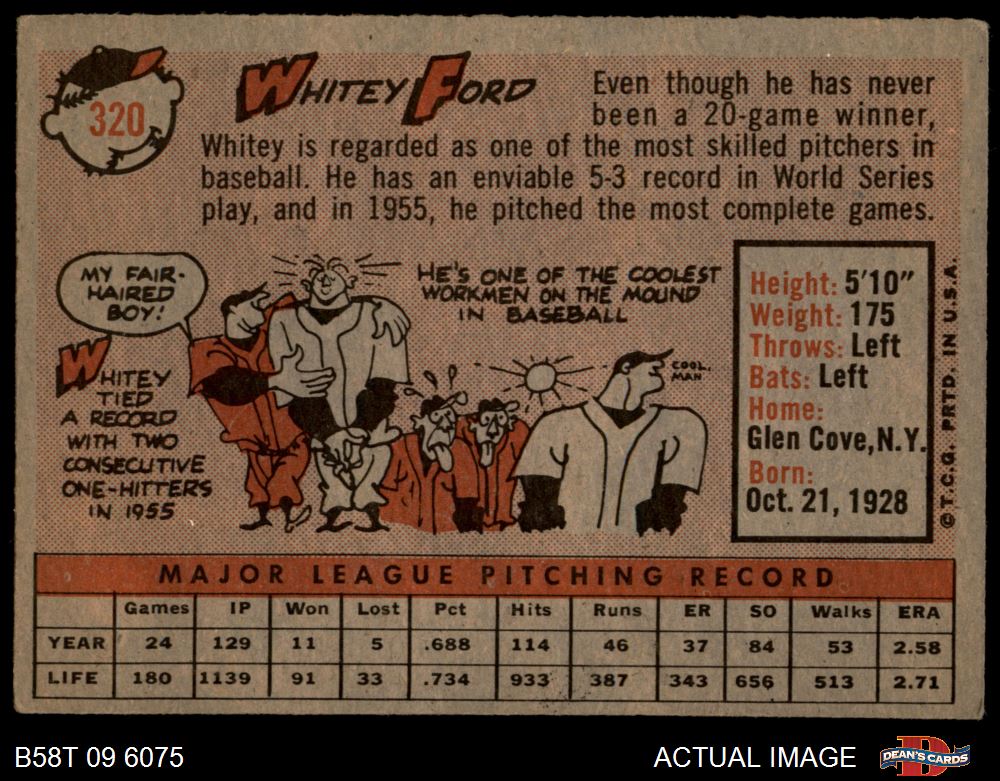 320
WHITEY FORD
Even though he has never
been a 20-game winner,
Whitey is regarded as one of the most skilled pitchers in
baseball. He has an enviable 5-3 record in World Series
play, and in 1955, he pitched the most complete games.
MY FAIR-
HAIRED
BOY!
WHITEY
TIED
A RECORD
WITH TWO
CONSECUTIVE
ONE-HITTERS
IN 1955
HE'S ONE OF THE COOLEST
WORKMEN ON THE MOUND
IN BASEBALL
COOL,
MAN
Height: 5'10"
Weight: 175
Throws: Left
Bats: Left
Home:
Glen Cove, N.Y.
Born:
Oct. 21, 1928
©T.C.G. PRTD. IN U.S.A.
MAJOR LEAGUE PITCHING RECORD
Games IP Won Lost Pct Hits Runs ER SO Walks ERA
YEAR 24 129 11 5 .688 114 46 37 84 53 2.58
LIFE 180 1139 91 33 .734 933 387 343 656 513 2.71
B58T 09 6075
ACTUAL IMAGE
D
DEAN'S CARDS